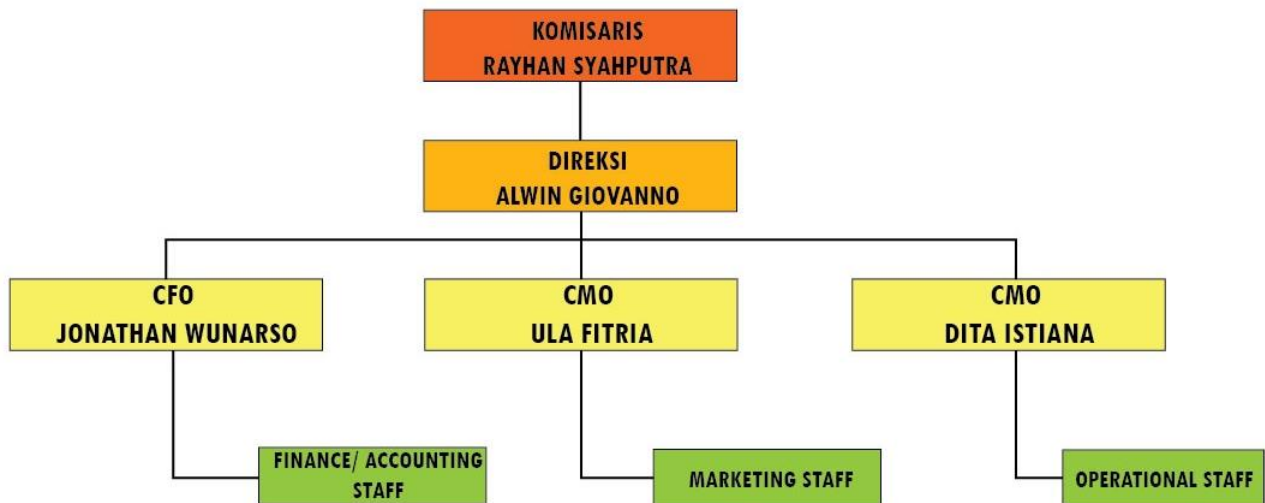 KOMISARIS
RAYHAN SYAHPUTRA
DIREKSI
ALWIN GIOVANNO
CFO
JONATHAN WUNARSO
CMO
ULA FITRIA
CMO
DITA ISTIANA
FINANCE/ ACCOUNTING
STAFF
MARKETING STAFF
OPERATIONAL STAFF